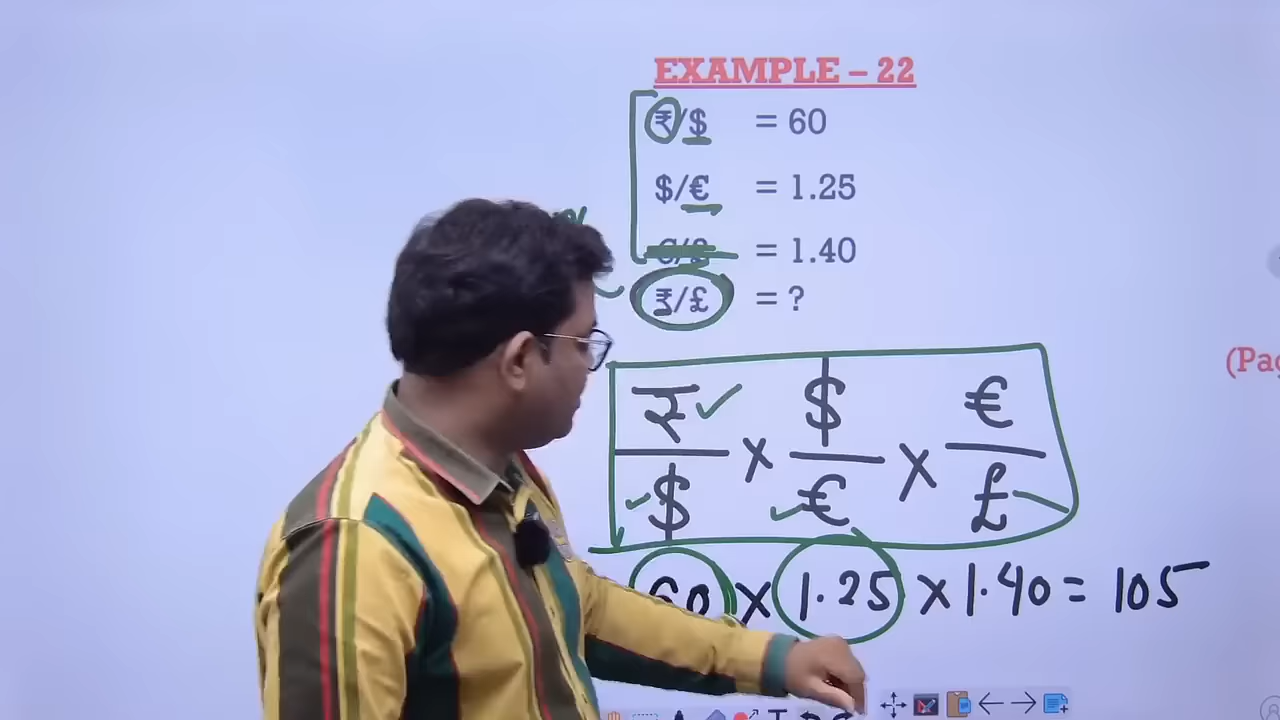 EXAMPLE – 22
₹/$ = 60
$/€ = 1.25
€/£ = 1.40
₹/£ = ?
₹/$ × $/€ × €/£
60 × 1.25 × 1.40 = 105
(Pag